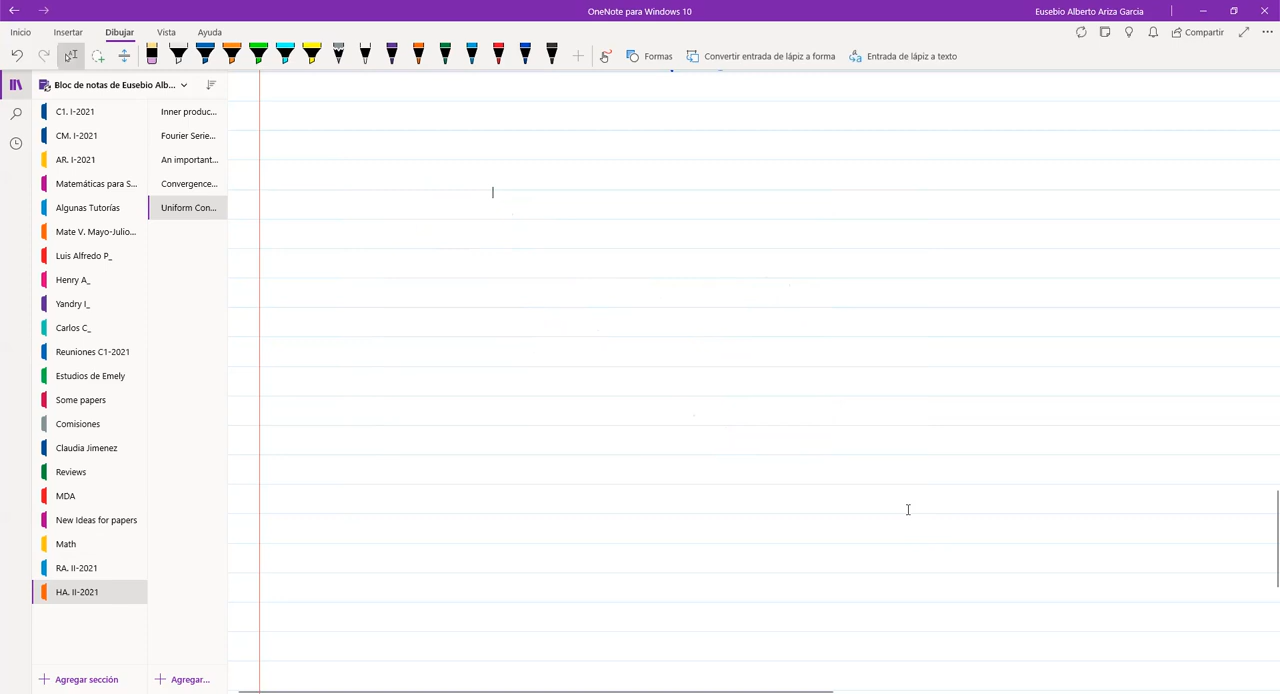 OneNote para Windows 10
Eusebio Alberto Ariza Garcia
Inicio
Insertar
Dibujar
Vista
Ayuda
Compartir
Formas
Convertir entrada de lápiz a forma
Entrada de lápiz a texto
Bloc de notas de Eusebio Alb...
C1. I-2021
CM. I-2021
AR. I-2021
Matemáticas para S...
Algunas Tutorías
Mate V. Mayo-Julio...
Luis Alfredo P_
Henry A_
Yandry I_
Carlos C_
Reuniones C1-2021
Estudios de Emely
Some papers
Comisiones
Claudia Jimenez
Reviews
MDA
New Ideas for papers
Math
RA. II-2021
HA. II-2021
Agregar sección
Inner produc...
Fourier Serie...
An important...
Convergence...
Uniform Con...
Agregar...